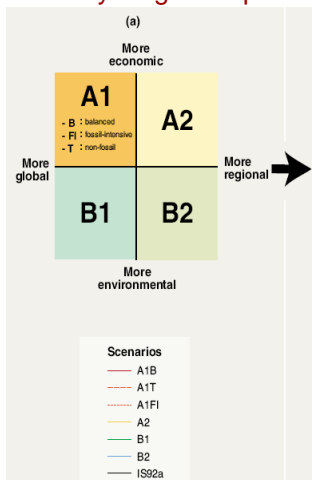 (a)
More
economic
A1
- B : balanced
- FI : fossil-intensive
- T : non-fossil
A2
More
global
More
regional
B1
B2
More
environmental
Scenarios
A1B
A1T
A1FI
A2
B1
B2
IS92a